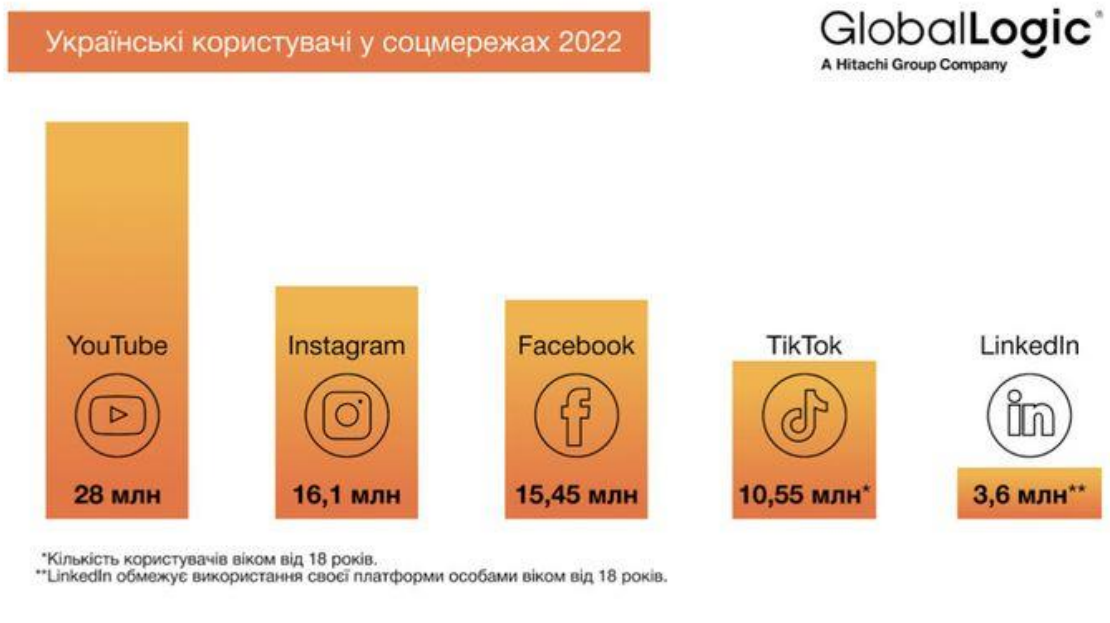 Українські користувачі у соцмережах 2022
GlobalLogic®
A Hitachi Group Company
YouTube
28 млн
Instagram
16,1 млн
Facebook
15,45 млн
TikTok
10,55 млн*
LinkedIn
in
3,6 млн**
*Кількість користувачів віком від 18 років.
**LinkedIn обмежує використання своєї платформи особами віком від 18 років.